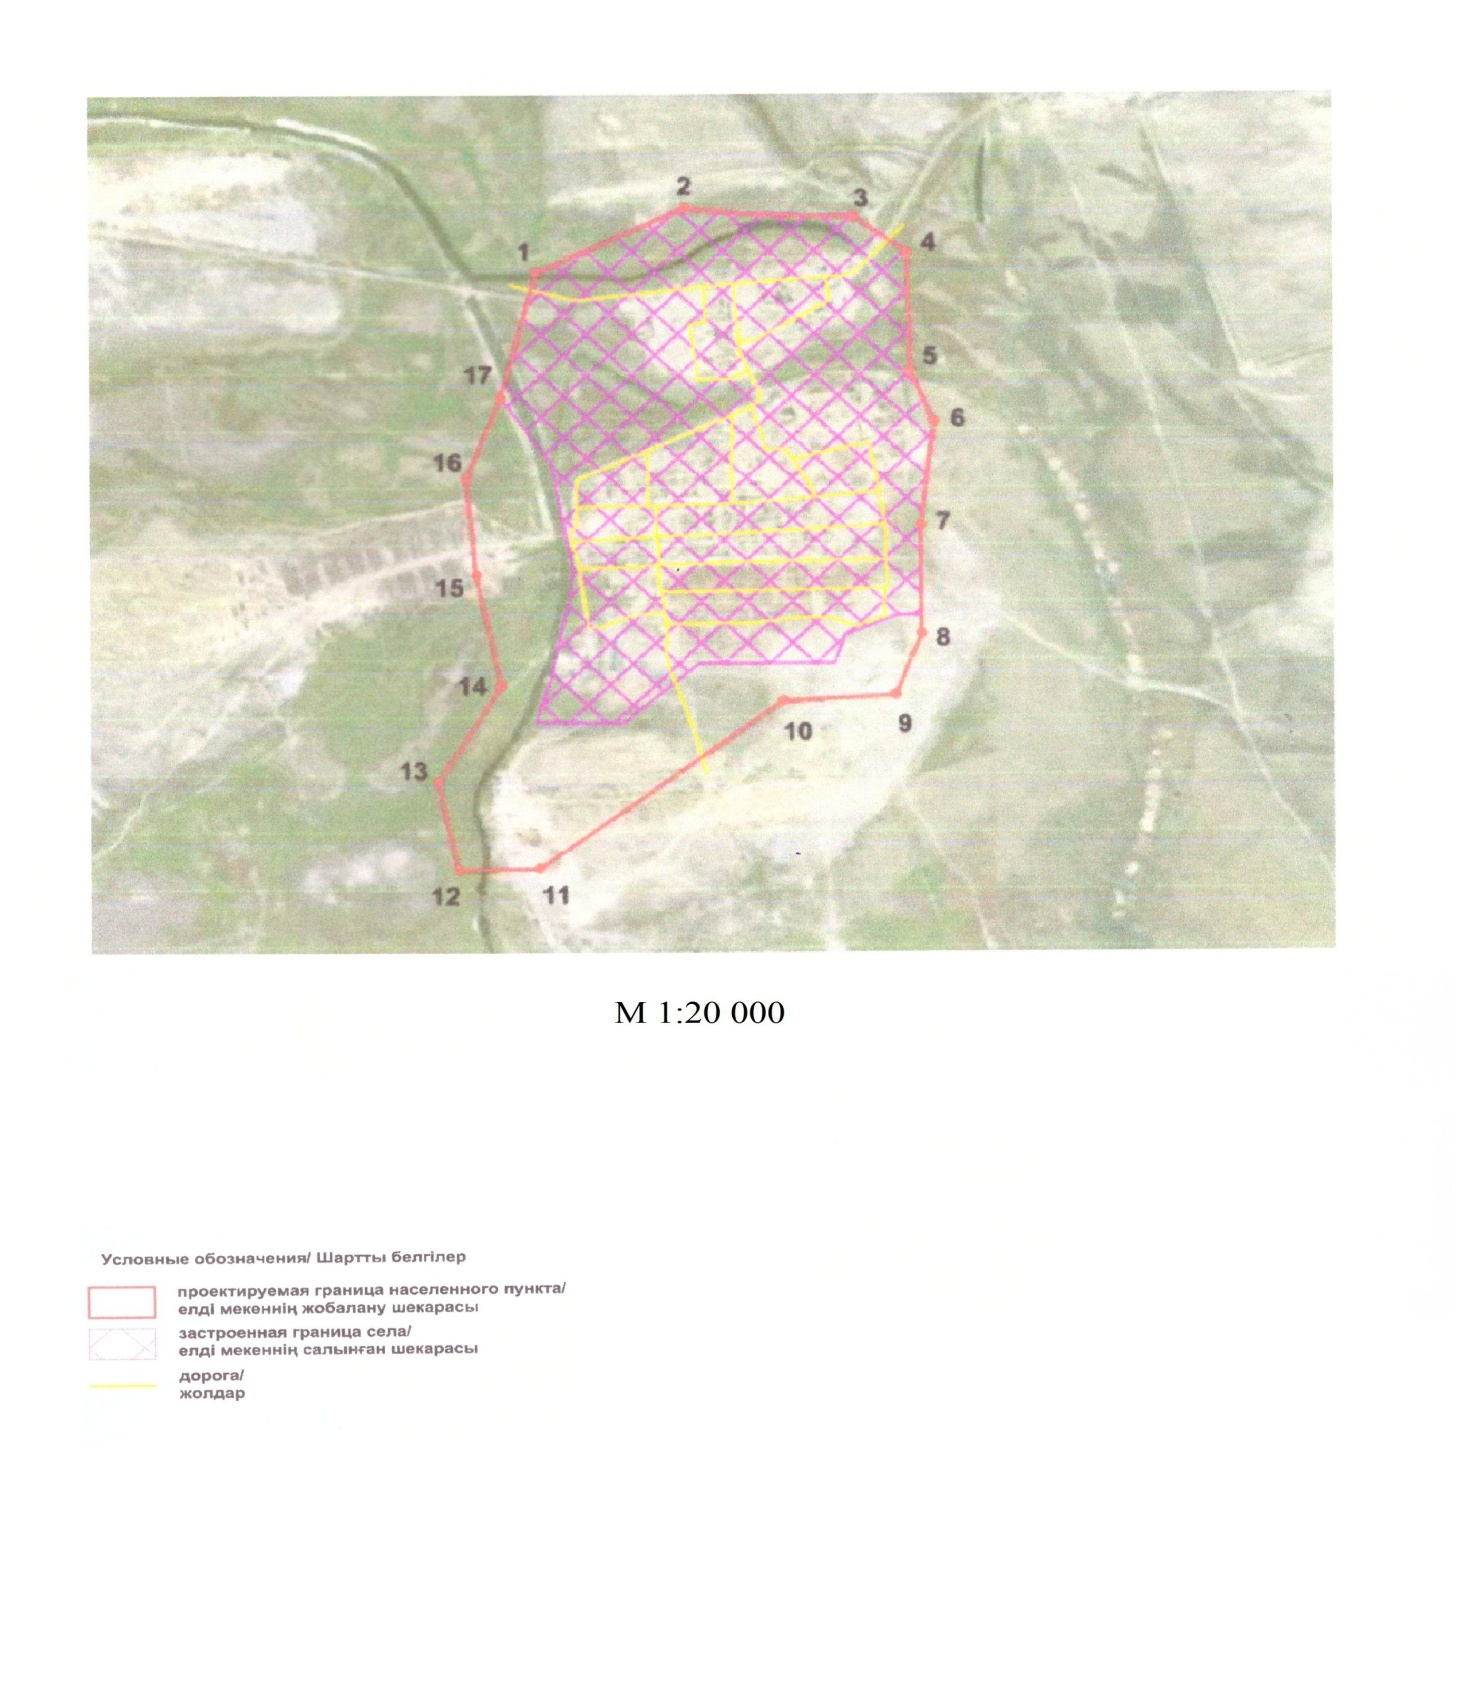 2
3
1
4
5
17
6
16
7
15
8
14
9
10
13
12
11
М 1:20 000
Условные обозначения/ Шартты белгілер
проектируемая граница населенного пункта/
елді мекеннің жобалану шекарасы
застроенная граница села/
елді мекеннің салынған шекарасы
дорога/
жолдар